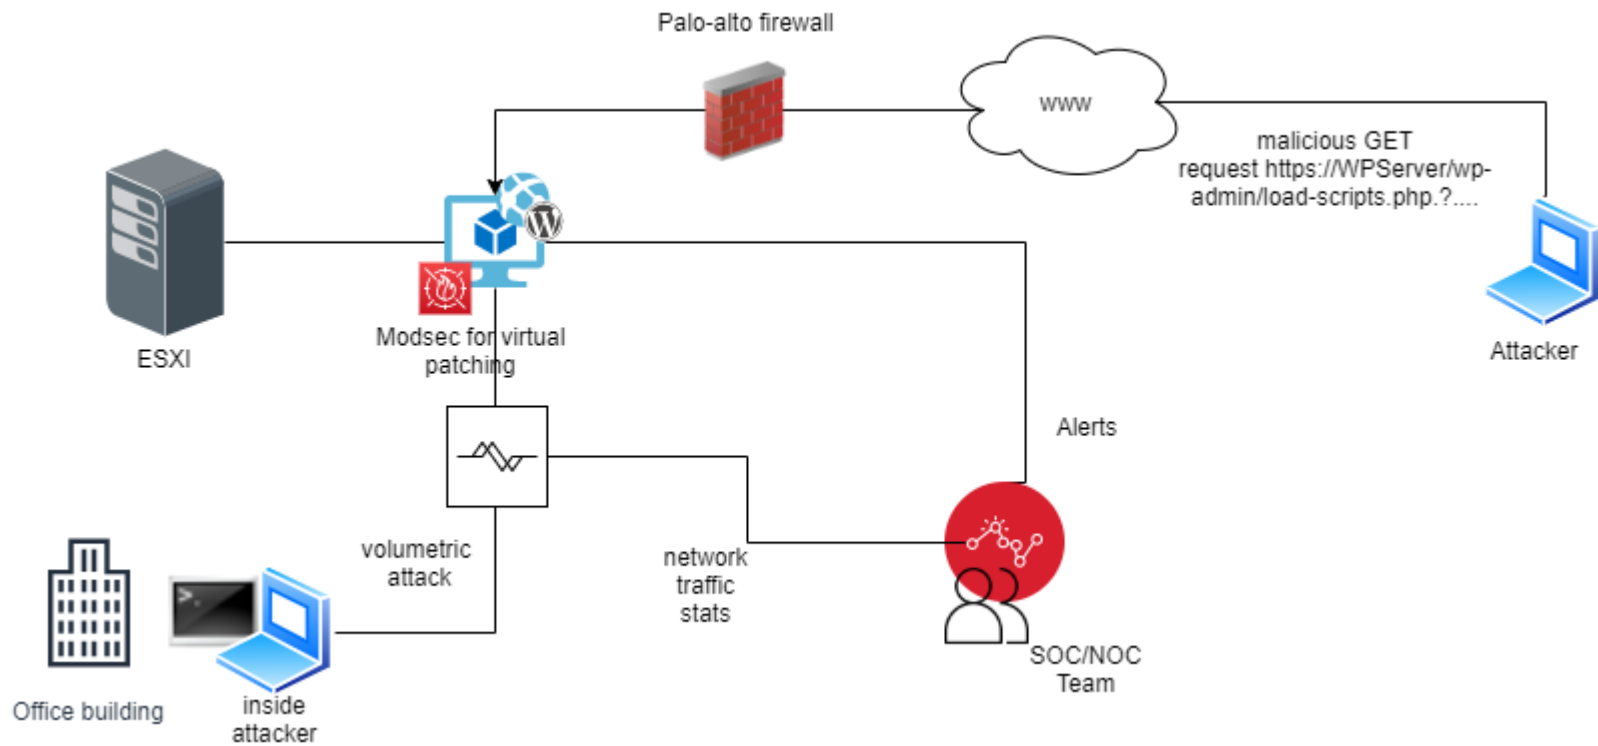 Palo-alto firewall
www
malicious GET
request https://WPServer/wp-
admin/load-scripts.php.?....
ESXI
Modsec for virtual
patching
Attacker
Alerts
volumetric
attack
network
traffic
stats
>_
SOC/NOC
Team
Office building
inside
attacker